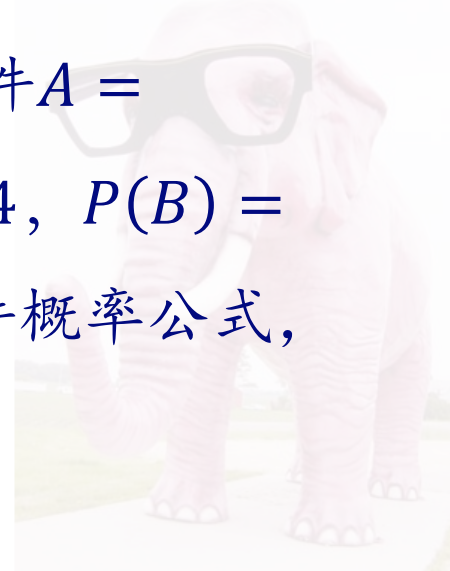 件A =
4，P(B) =
概率公式，